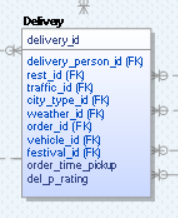 Delivey
delivery_id
delivery_person_id (FK)
rest_id (FK)
traffic_id (FK)
city_type_id (FK)
weather_id (FK)
order_id (FK)
vehicle_id (FK)
festival_id (FK)
order_time_pickup
del_p_rating